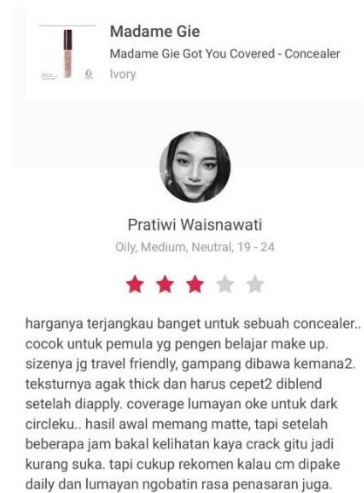 Madame Gie
Madame Gie Got You Covered - Concealer
Ivory
Pratiwi Waisnawati
Oily, Medium, Neutral, 19 - 24
harganya terjangkau banget untuk sebuah concealer..
cocok untuk pemula yg pengen belajar make up.
sizenya jg travel friendly, gampang dibawa kemana2.
teksturnya agak thick dan harus cepet2 diblend
setelah diapply. coverage lumayan oke untuk dark
circleku.. hasil awal memang matte, tapi setelah
beberapa jam bakal kelihatan kaya crack gitu jadi
kurang suka. tapi cukup rekomen kalau cm dipake
daily dan lumayan ngobatin rasa penasaran juga.